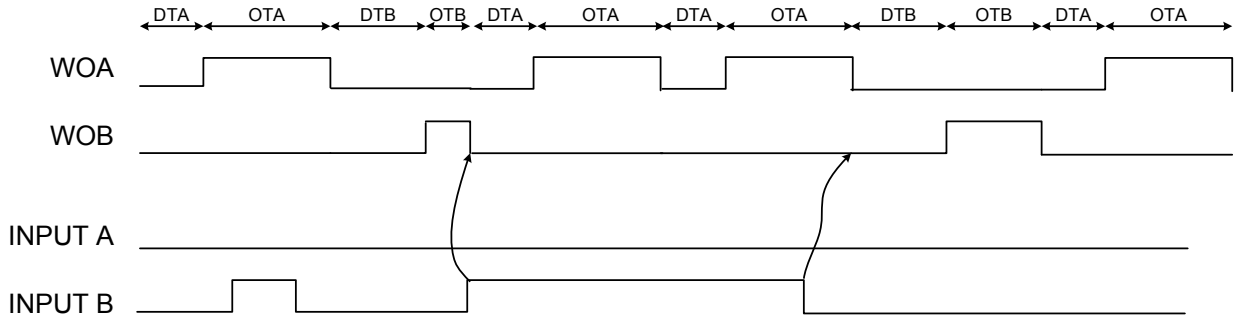 DTA OTA DTB OTB DTA OTA DTA OTA DTB OTB DTA OTA
WOA
WOB
INPUT A
INPUT B